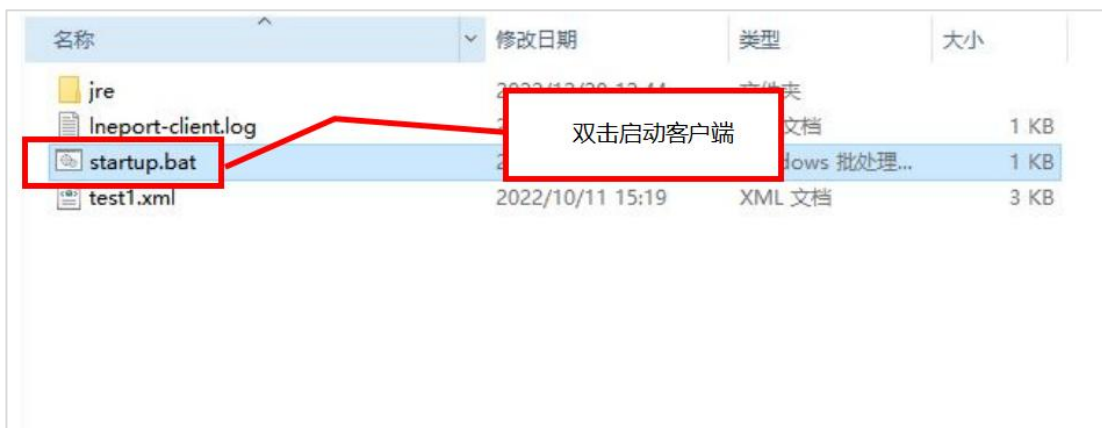 名称 修改日期 类型 大小
jre
lneport-client.log 文档 1 KB
双击启动客户端
startup.bat dows 批处理... 1 KB
test1.xml 2022/10/11 15:19 XML 文档 3 KB